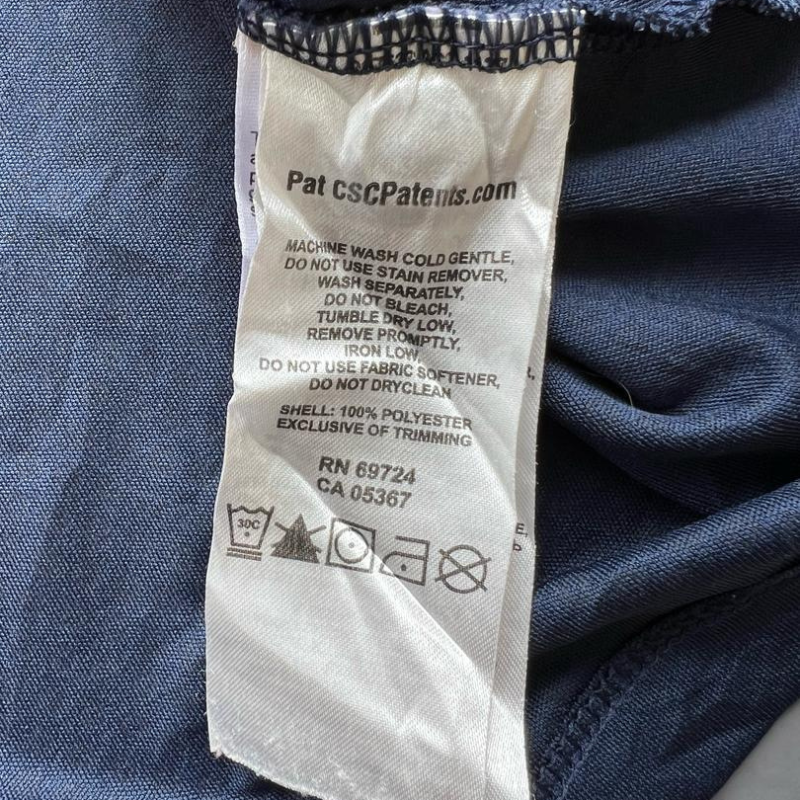 Pat CSCPatents.com
MACHINE WASH COLD GENTLE,
DO NOT USE STAIN REMOVER,
WASH SEPARATELY,
DO NOT BLEACH,
TUMBLE DRY LOW,
REMOVE PROMPTLY,
IRON LOW,
DO NOT USE FABRIC SOFTENER,
DO NOT DRYCLEAN
SHELL: 100% POLYESTER
EXCLUSIVE OF TRIMMING
RN 69724
CA 05367
30C